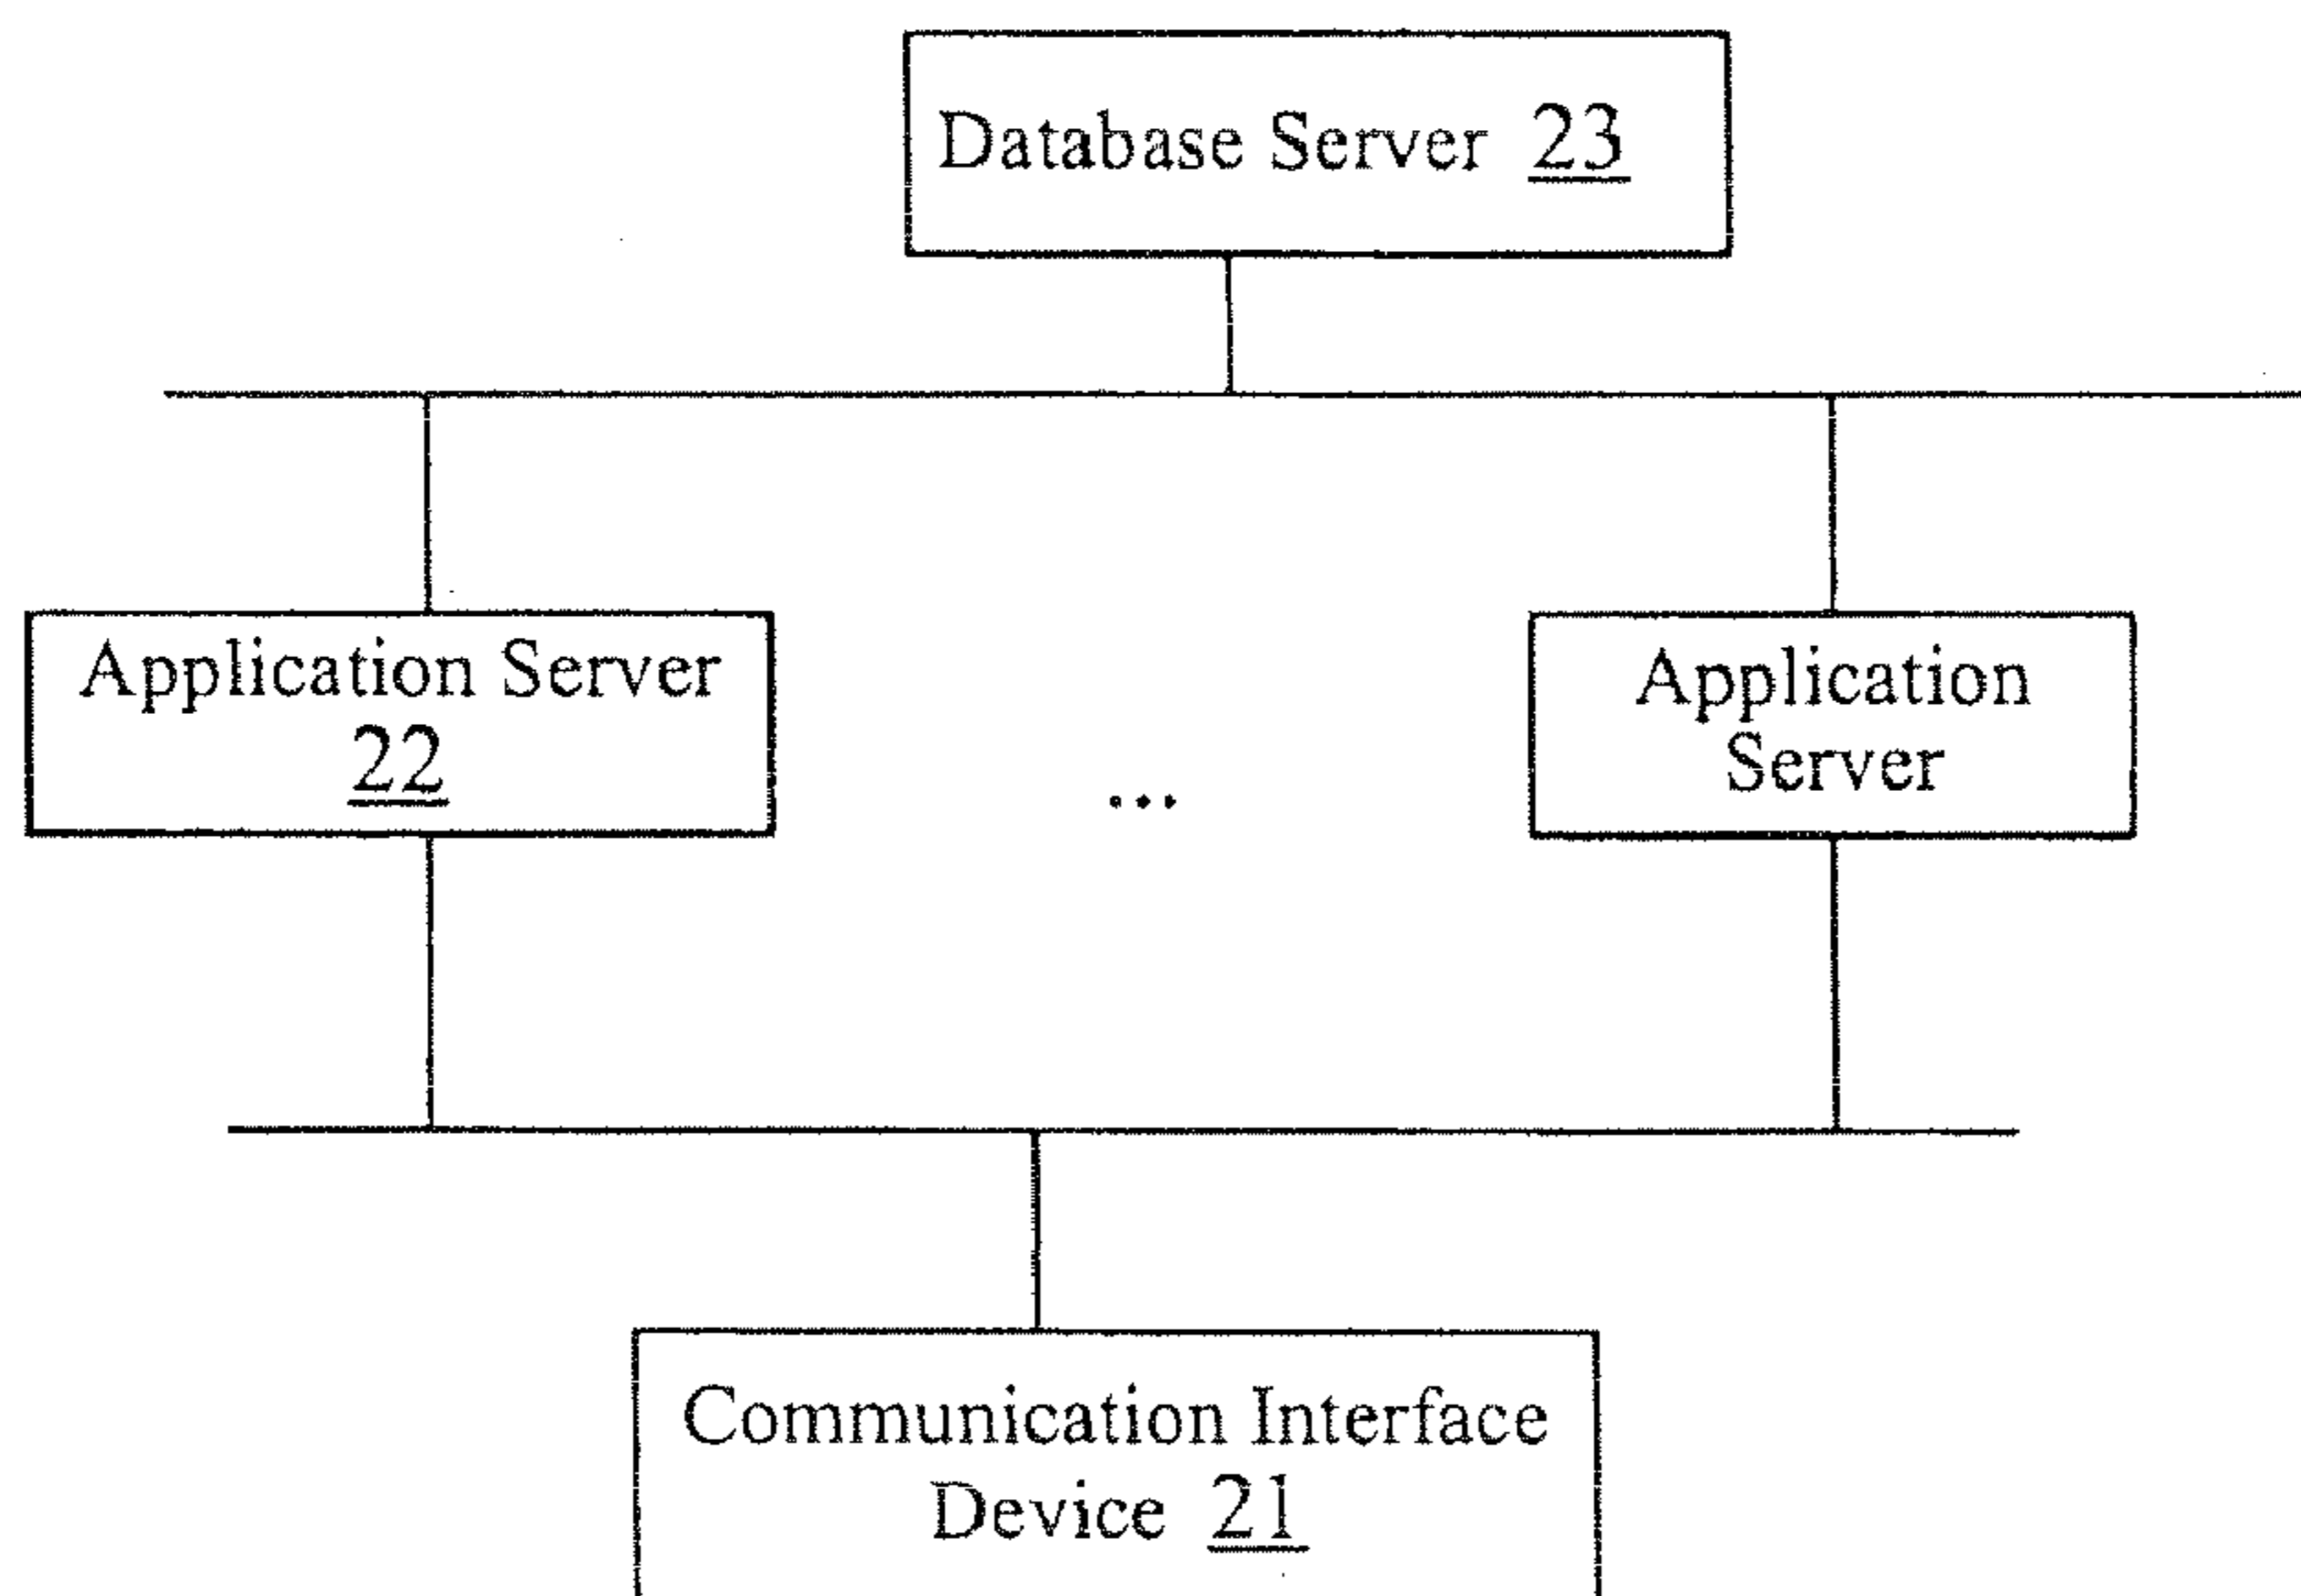 Database Server 23
Application Server
22
Application
Server
...
Communication Interface
Device 21